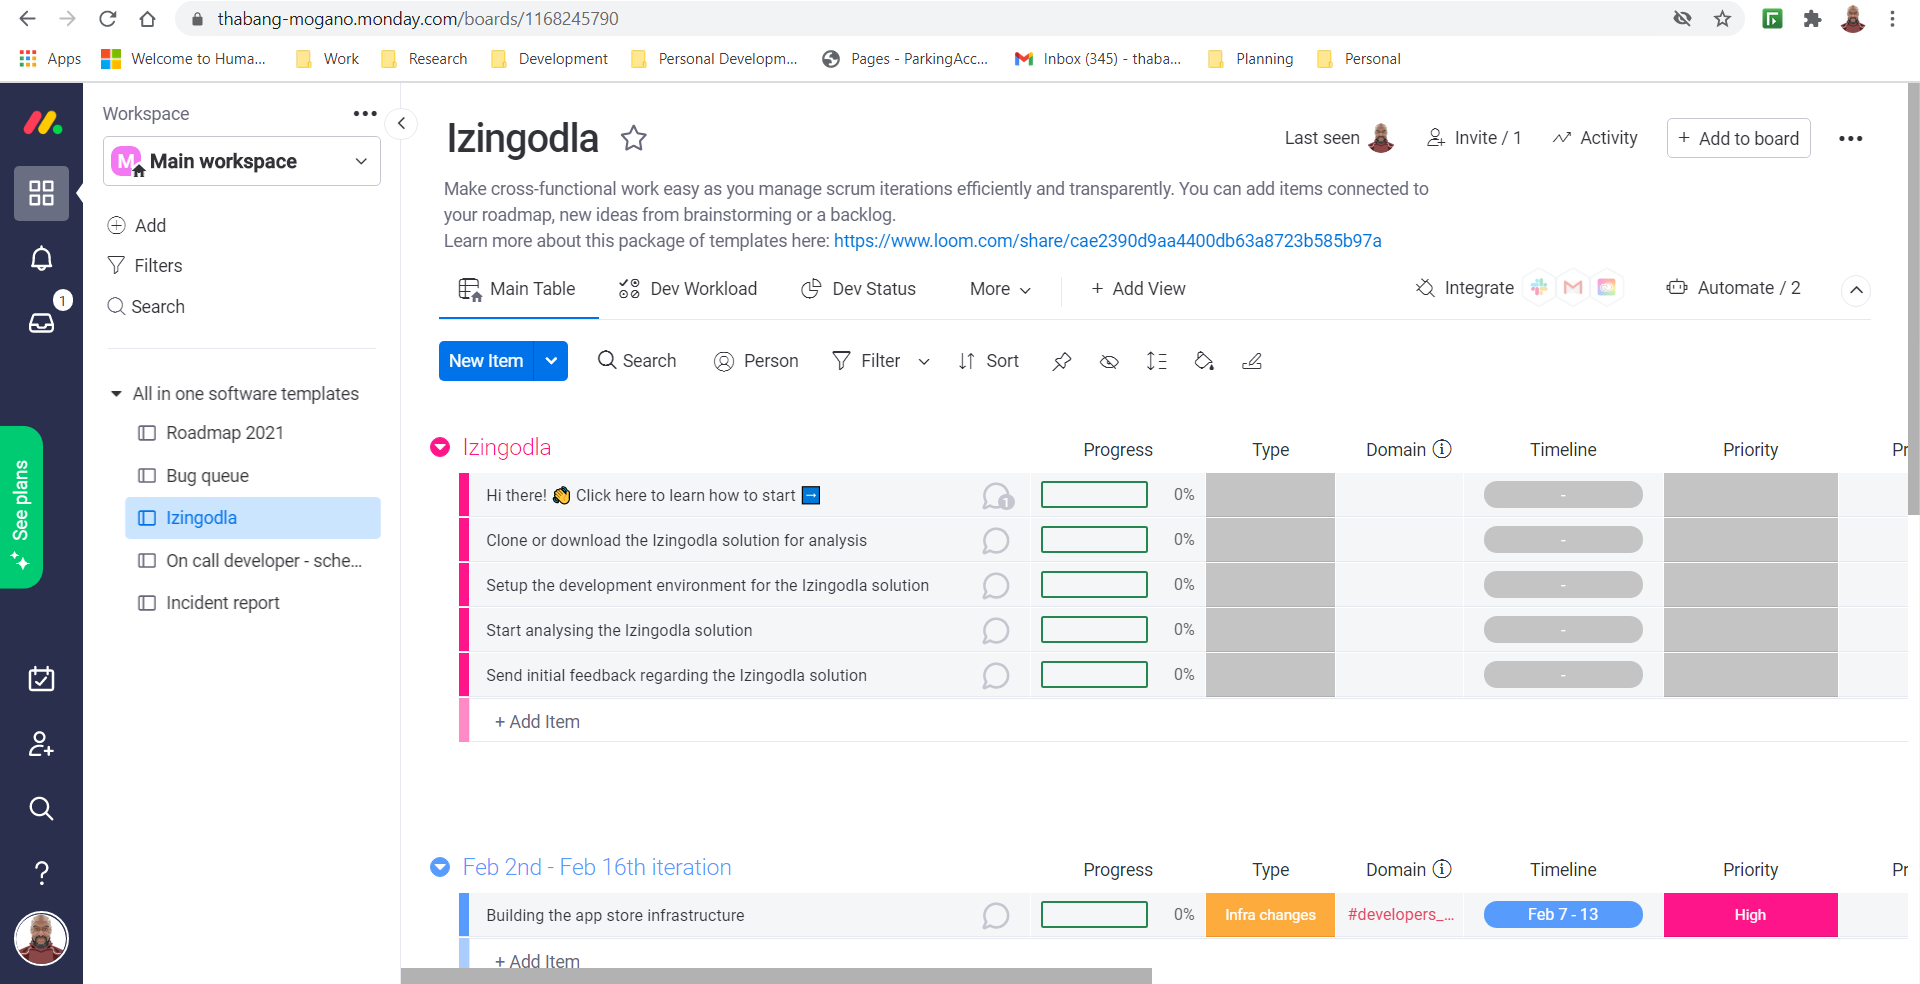 thabang-mogano.monday.com/boards/1168245790
Apps
Welcome to Huma...
Work
Research
Development
Personal Developm...
Pages - ParkingAcc...
Inbox (345) - thaba...
Planning
Personal
Workspace
M
Main workspace
Add
Filters
Search
1
See plans
All in one software templates
Roadmap 2021
Bug queue
Izingodla
On call developer - sche...
Incident report
Izingodla
Last seen
Invite / 1
Activity
+ Add to board
Make cross-functional work easy as you manage scrum iterations efficiently and transparently. You can add items connected to
your roadmap, new ideas from brainstorming or a backlog.
Learn more about this package of templates here: https://www.loom.com/share/cae2390d9aa4400db63a8723b585b97a
Main Table
Dev Workload
Dev Status
More
+ Add View
Integrate
Automate / 2
New Item
Search
Person
Filter
Sort
Izingodla
Progress
Type
Domain
Timeline
Priority
Pr
Hi there! 👏 Click here to learn how to start ➡️
1
0%
-
Clone or download the Izingodla solution for analysis
0%
-
Setup the development environment for the Izingodla solution
0%
-
Start analysing the Izingodla solution
0%
-
Send initial feedback regarding the Izingodla solution
0%
-
+ Add Item
Feb 2nd - Feb 16th iteration
Progress
Type
Domain
Timeline
Priority
Pr
Building the app store infrastructure
0%
Infra changes
#developers_...
Feb 7 - 13
High
+ Add Item